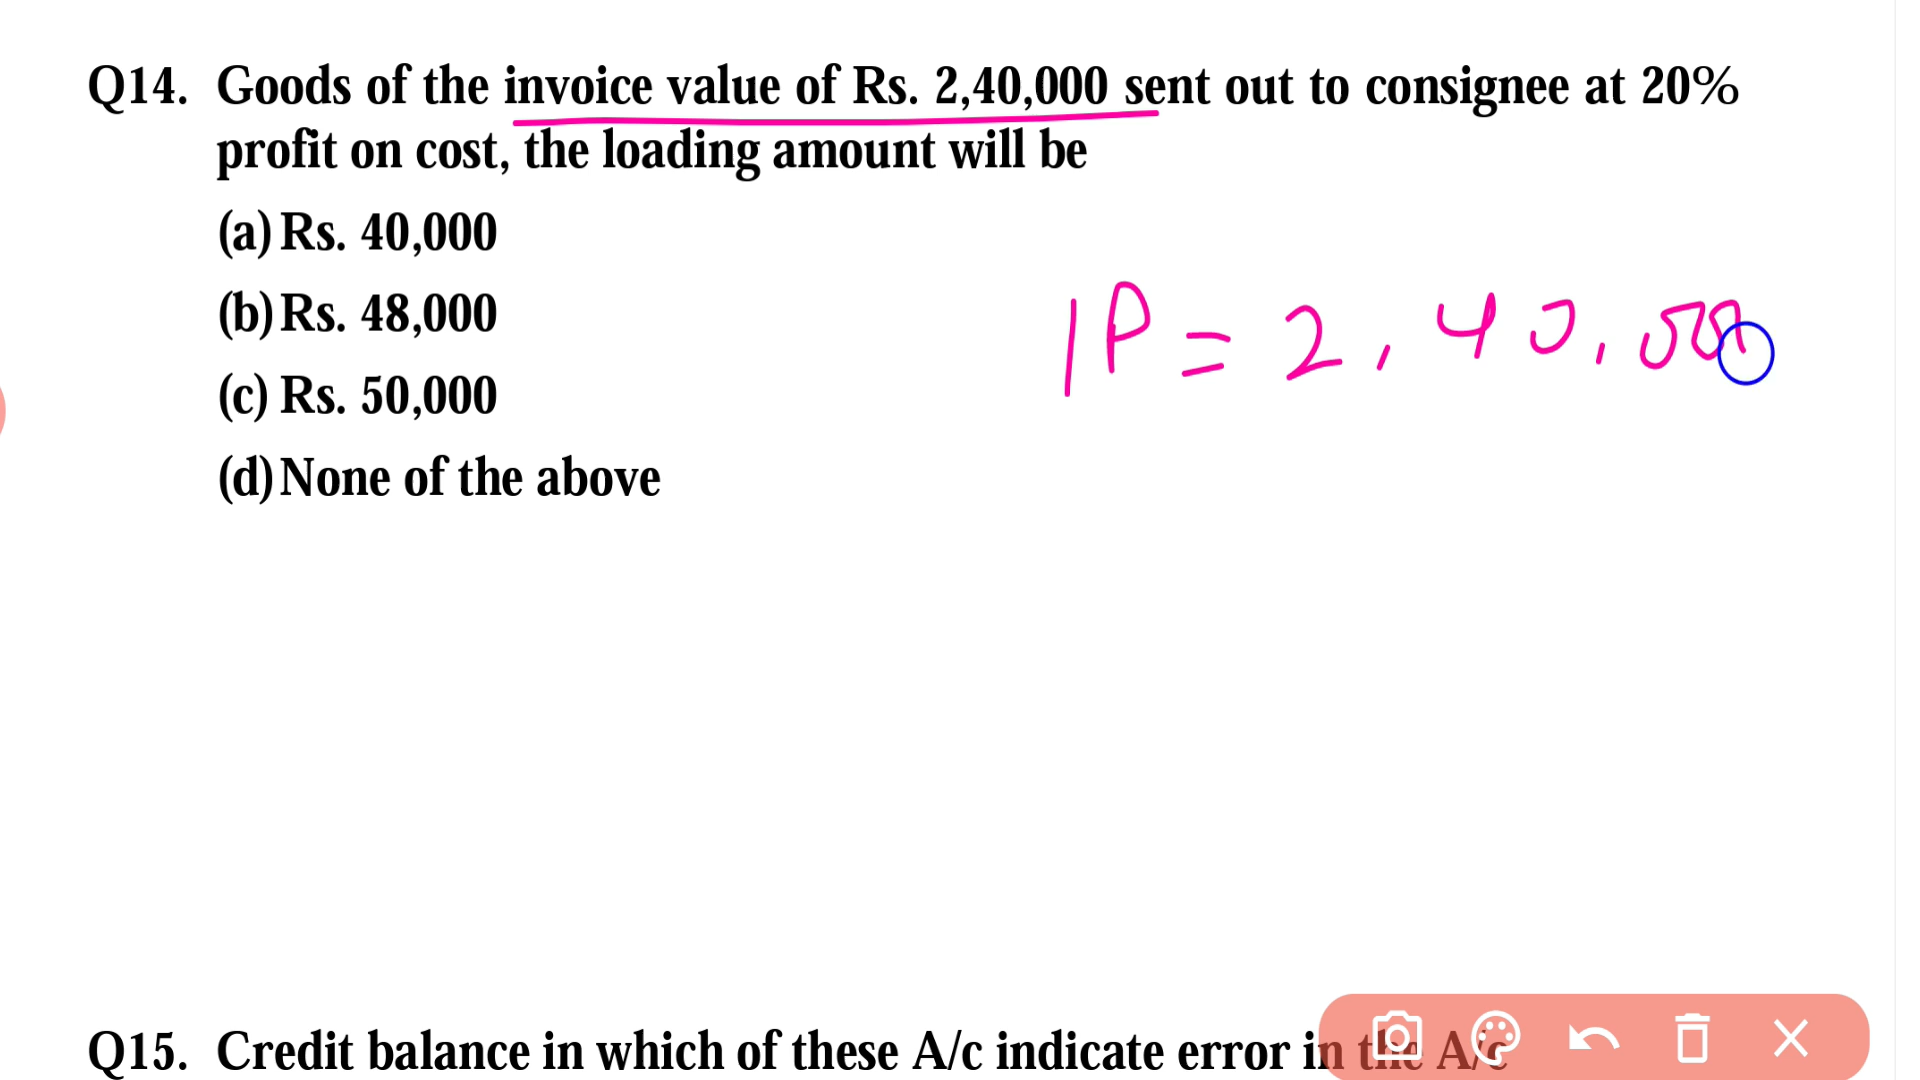 Q14. Goods of the invoice value of Rs. 2,40,000 sent out to consignee at 20%
profit on cost, the loading amount will be
(a) Rs. 40,000
(b) Rs. 48,000
IP = 2,40,000
(c) Rs. 50,000
(d) None of the above
Q15. Credit balance in which of these A/c indicate error in the A/c